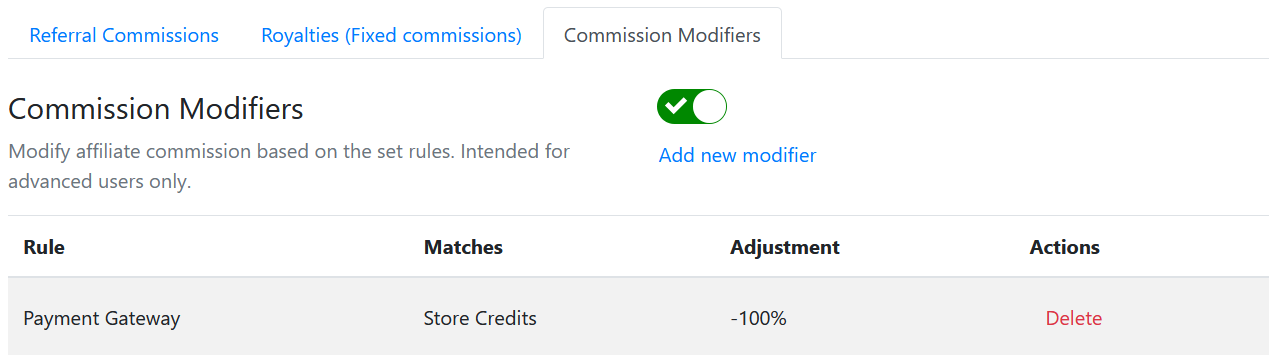 Referral Commissions Royalties (Fixed commissions) Commission Modifiers
Commission Modifiers
Modify affiliate commission based on the set rules. Intended for
advanced users only.
Add new modifier
Rule Matches Adjustment Actions
Payment Gateway Store Credits -100% Delete